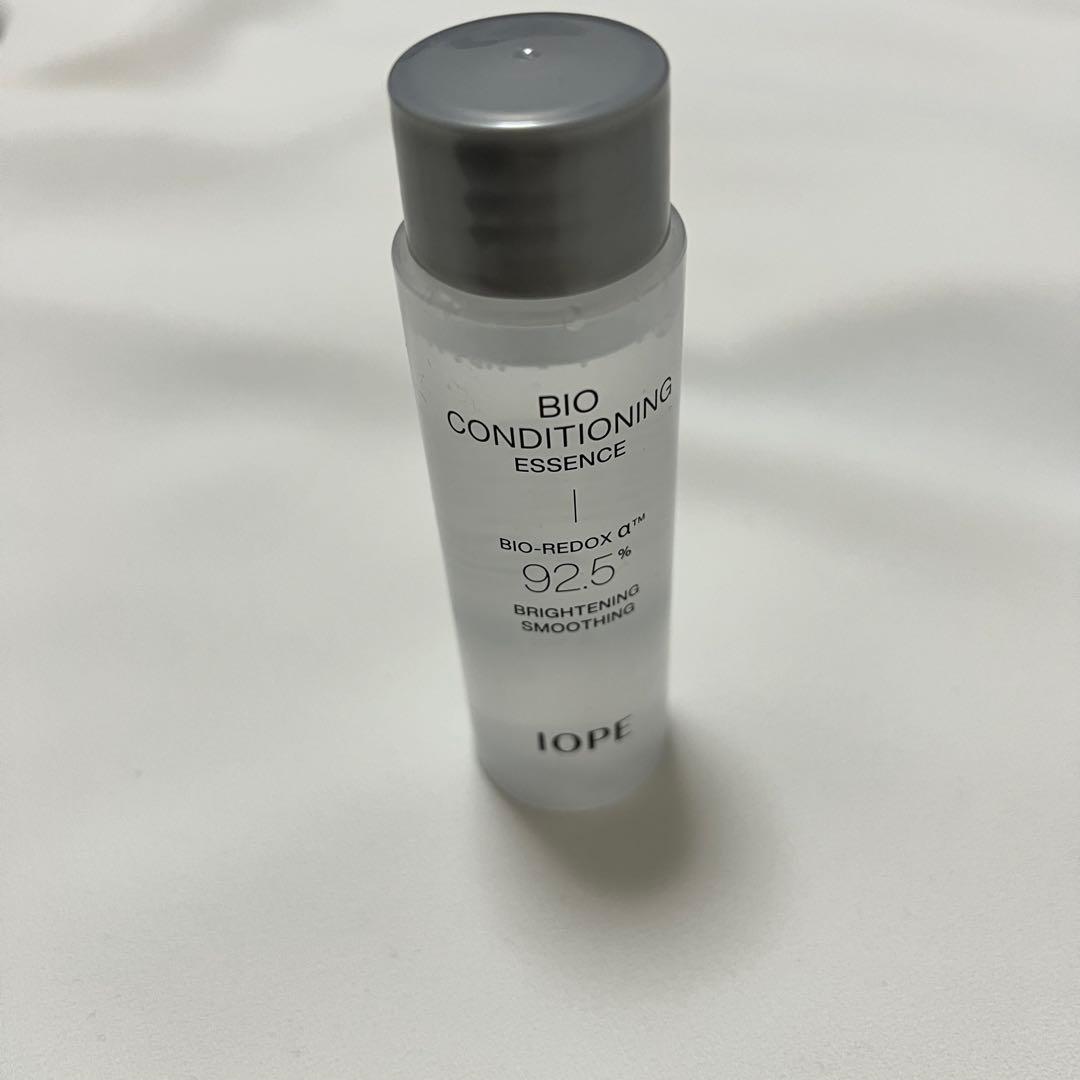 BIO
CONDITIONING
ESSENCE
BIO-REDOX α™
92.5%
BRIGHTENING
SMOOTHING
IOPE